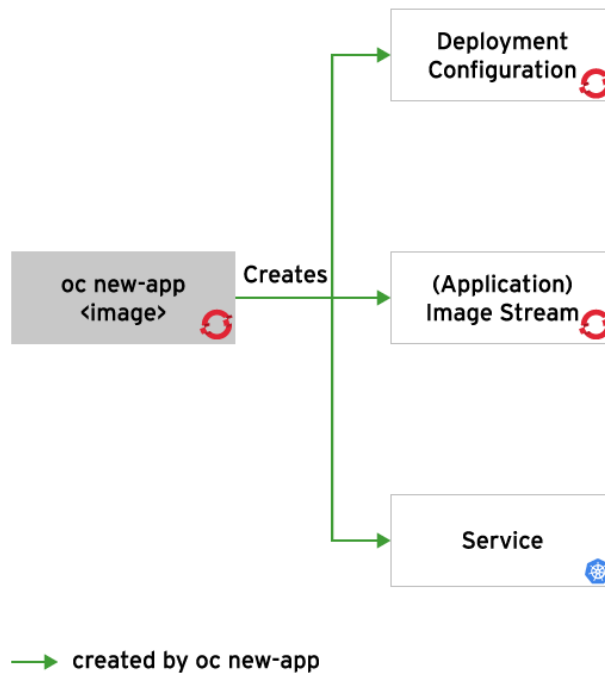 Deployment
Configuration
oc new-app
<image>
Creates
(Application)
Image Stream
Service
created by oc new-app